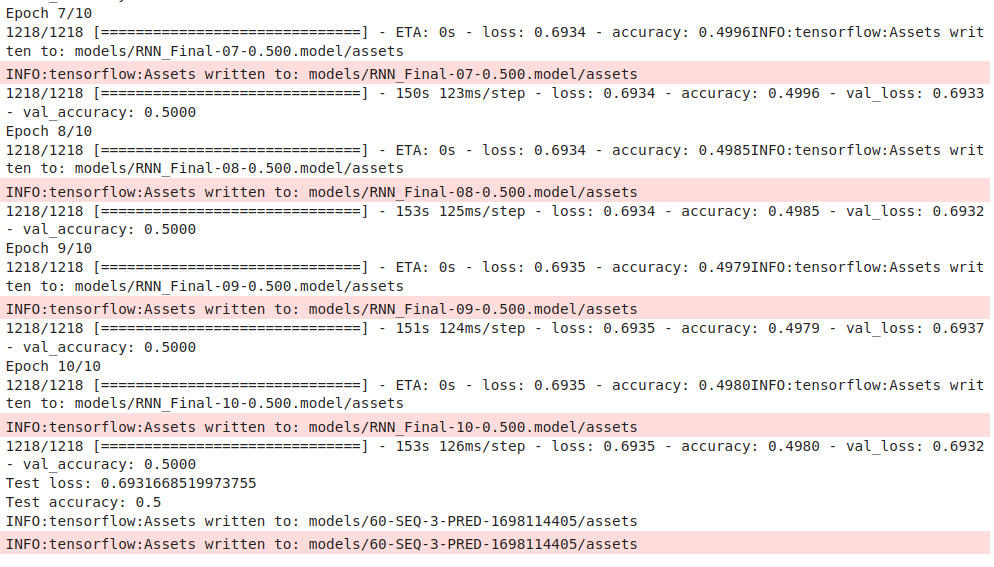 Epoch 7/10
1218/1218 [==============================] - ETA: 0s - loss: 0.6934 - accuracy: 0.4996INFO:tensorflow:Assets writ
ten to: models/RNN_Final-07-0.500.model/assets
INFO:tensorflow:Assets written to: models/RNN_Final-07-0.500.model/assets
1218/1218 [==============================] - 150s 123ms/step - loss: 0.6934 - accuracy: 0.4996 - val_loss: 0.6933
- val_accuracy: 0.5000
Epoch 8/10
1218/1218 [==============================] - ETA: 0s - loss: 0.6934 - accuracy: 0.4985INFO:tensorflow:Assets writ
ten to: models/RNN_Final-08-0.500.model/assets
INFO:tensorflow:Assets written to: models/RNN_Final-08-0.500.model/assets
1218/1218 [==============================] - 153s 125ms/step - loss: 0.6934 - accuracy: 0.4985 - val_loss: 0.6932
- val_accuracy: 0.5000
Epoch 9/10
1218/1218 [==============================] - ETA: 0s - loss: 0.6935 - accuracy: 0.4979INFO:tensorflow:Assets writ
ten to: models/RNN_Final-09-0.500.model/assets
INFO:tensorflow:Assets written to: models/RNN_Final-09-0.500.model/assets
1218/1218 [==============================] - 151s 124ms/step - loss: 0.6935 - accuracy: 0.4979 - val_loss: 0.6937
- val_accuracy: 0.5000
Epoch 10/10
1218/1218 [==============================] - ETA: 0s - loss: 0.6935 - accuracy: 0.4980INFO:tensorflow:Assets writ
ten to: models/RNN_Final-10-0.500.model/assets
INFO:tensorflow:Assets written to: models/RNN_Final-10-0.500.model/assets
1218/1218 [==============================] - 153s 126ms/step - loss: 0.6935 - accuracy: 0.4980 - val_loss: 0.6932
- val_accuracy: 0.5000
Test loss: 0.6931668519973755
Test accuracy: 0.5
INFO:tensorflow:Assets written to: models/60-SEQ-3-PRED-1698114405/assets
INFO:tensorflow:Assets written to: models/60-SEQ-3-PRED-1698114405/assets